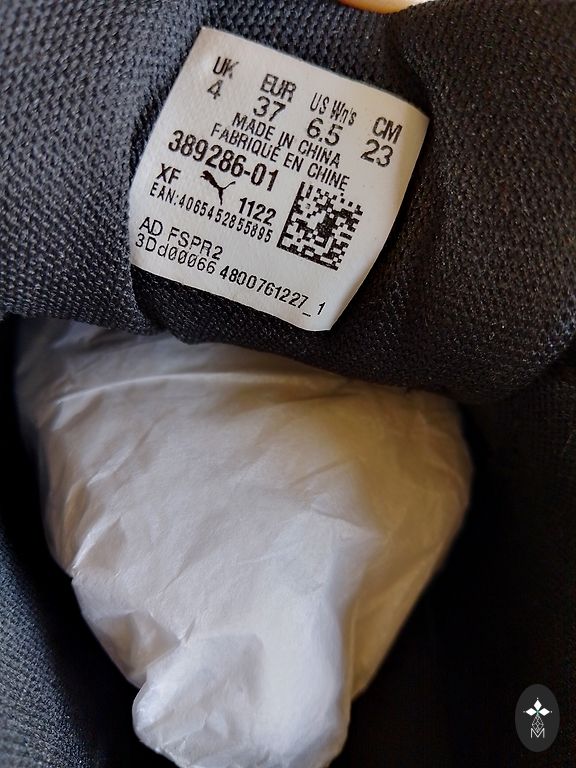 UK EUR US Wn's CM
4 37 6.5 23
MADE IN CHINA
FABRIQUÉ EN CHINE
389286-01
XF 1122
EAN:4065452855895
AD FSPR2
3Dd00066 4800761227_1
M